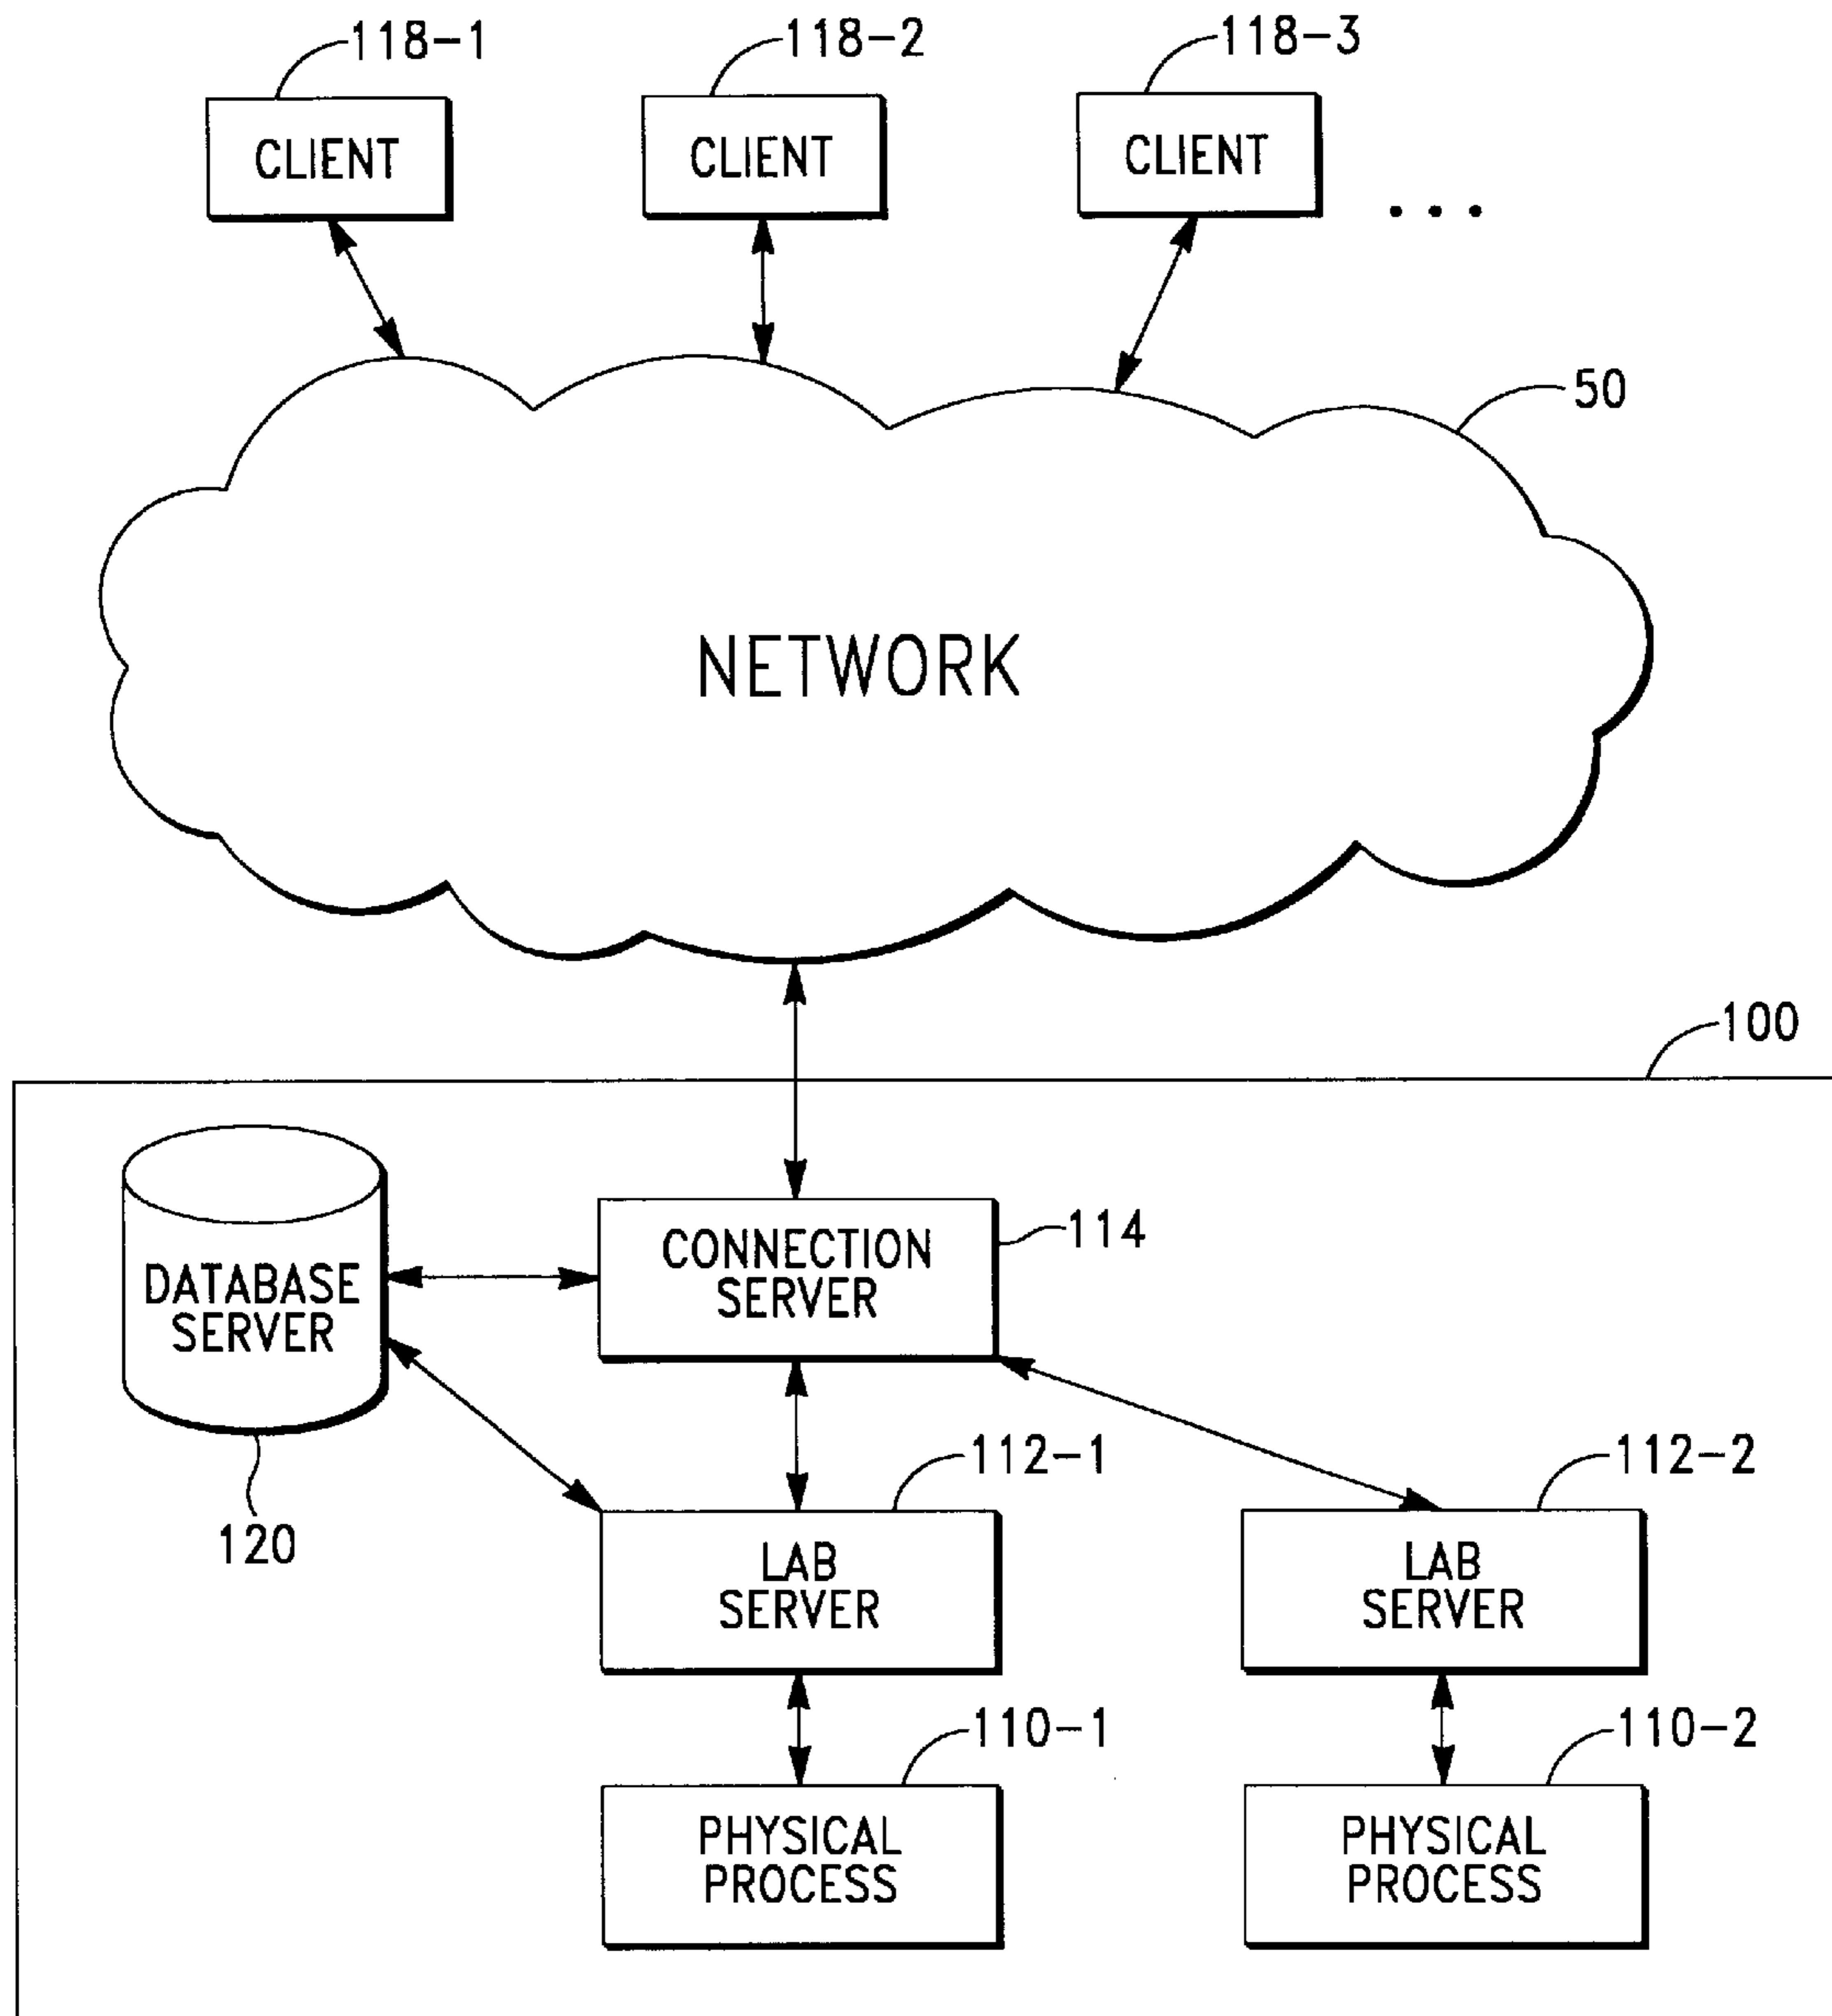 118-1
118-2
118-3
CLIENT
CLIENT
CLIENT
...
50
NETWORK
100
CONNECTION
SERVER
114
DATABASE
SERVER
120
112-1
112-2
LAB
SERVER
LAB
SERVER
110-1
110-2
PHYSICAL
PROCESS
PHYSICAL
PROCESS